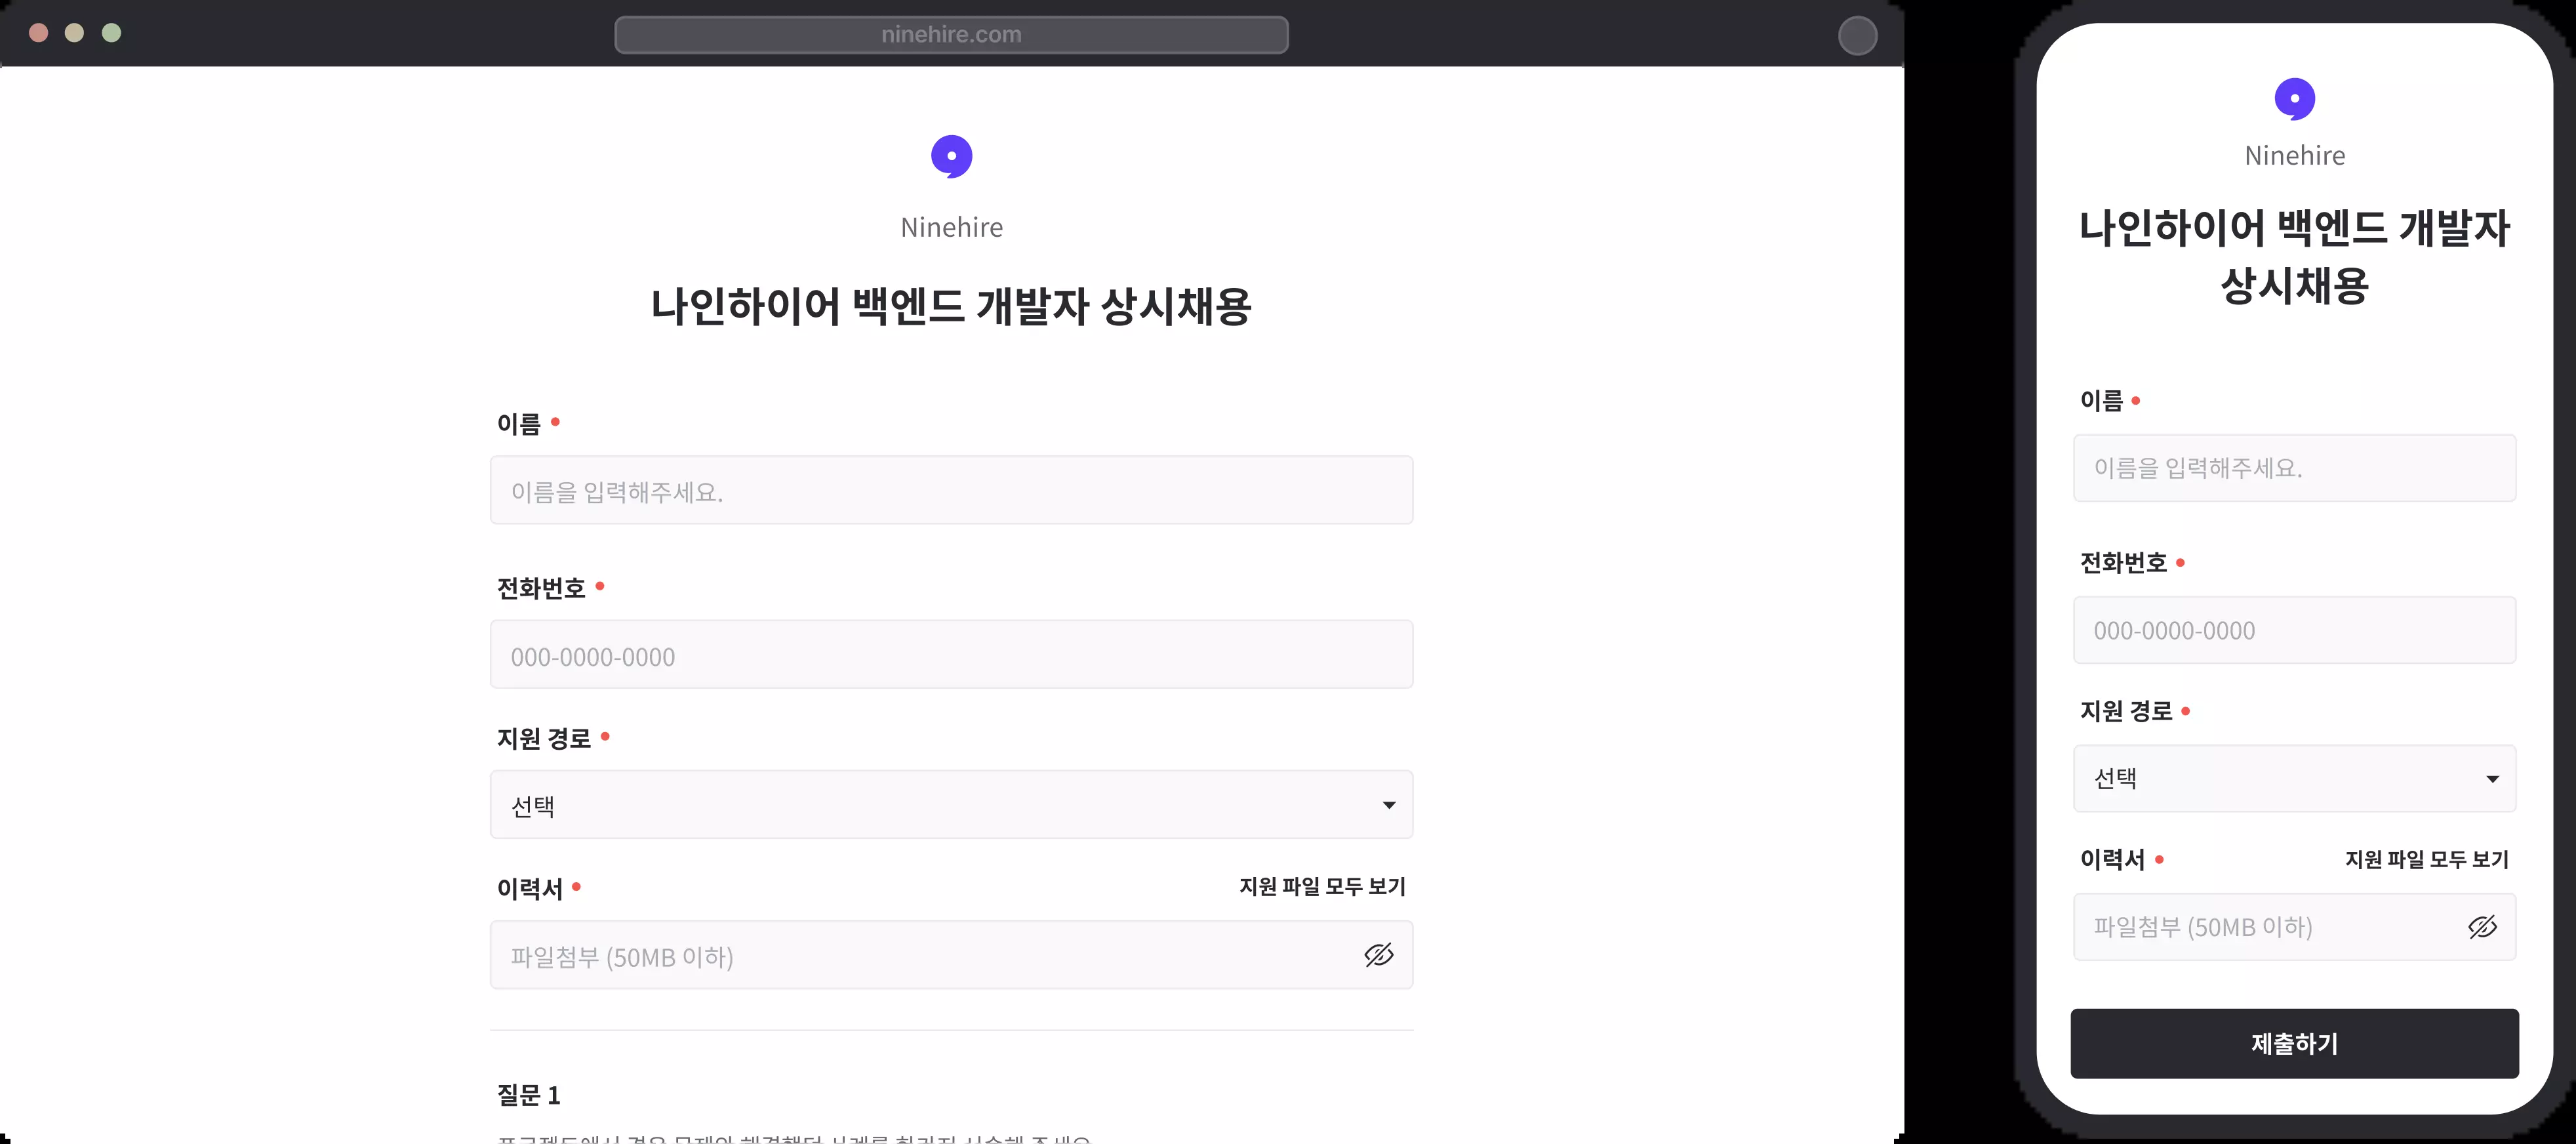 ninehire.com
Ninehire
나인하이어 백엔드 개발자 상시채용
이름
이름을 입력해주세요.
전화번호
000-0000-0000
지원 경로
선택
이력서 지원 파일 모두 보기
파일첨부 (50MB 이하)
질문 1
Ninehire
나인하이어 백엔드 개발자
상시채용
이름
이름을 입력해주세요.
전화번호
000-0000-0000
지원 경로
선택
이력서 지원 파일 모두 보기
파일첨부 (50MB 이하)
제출하기